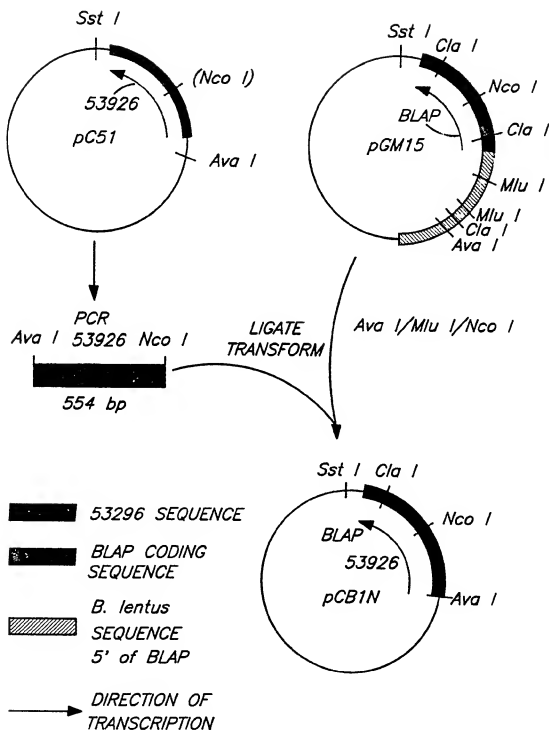 Sst I
(Nco I)
53926
pC51
Ava I
Sst I
Cla I
Nco I
BLAP
Cla I
pGM15
Mlu I
Mlu I
Cla I
Ava I
PCR
Ava I 53926 Nco I
554 bp
LIGATE
TRANSFORM
Ava I/Mlu I/Nco I
Sst I
Cla I
Nco I
BLAP
53926
pCB1N
Ava I
53296 SEQUENCE
BLAP CODING
SEQUENCE
B. lentus
SEQUENCE
5' of BLAP
DIRECTION OF
TRANSCRIPTION